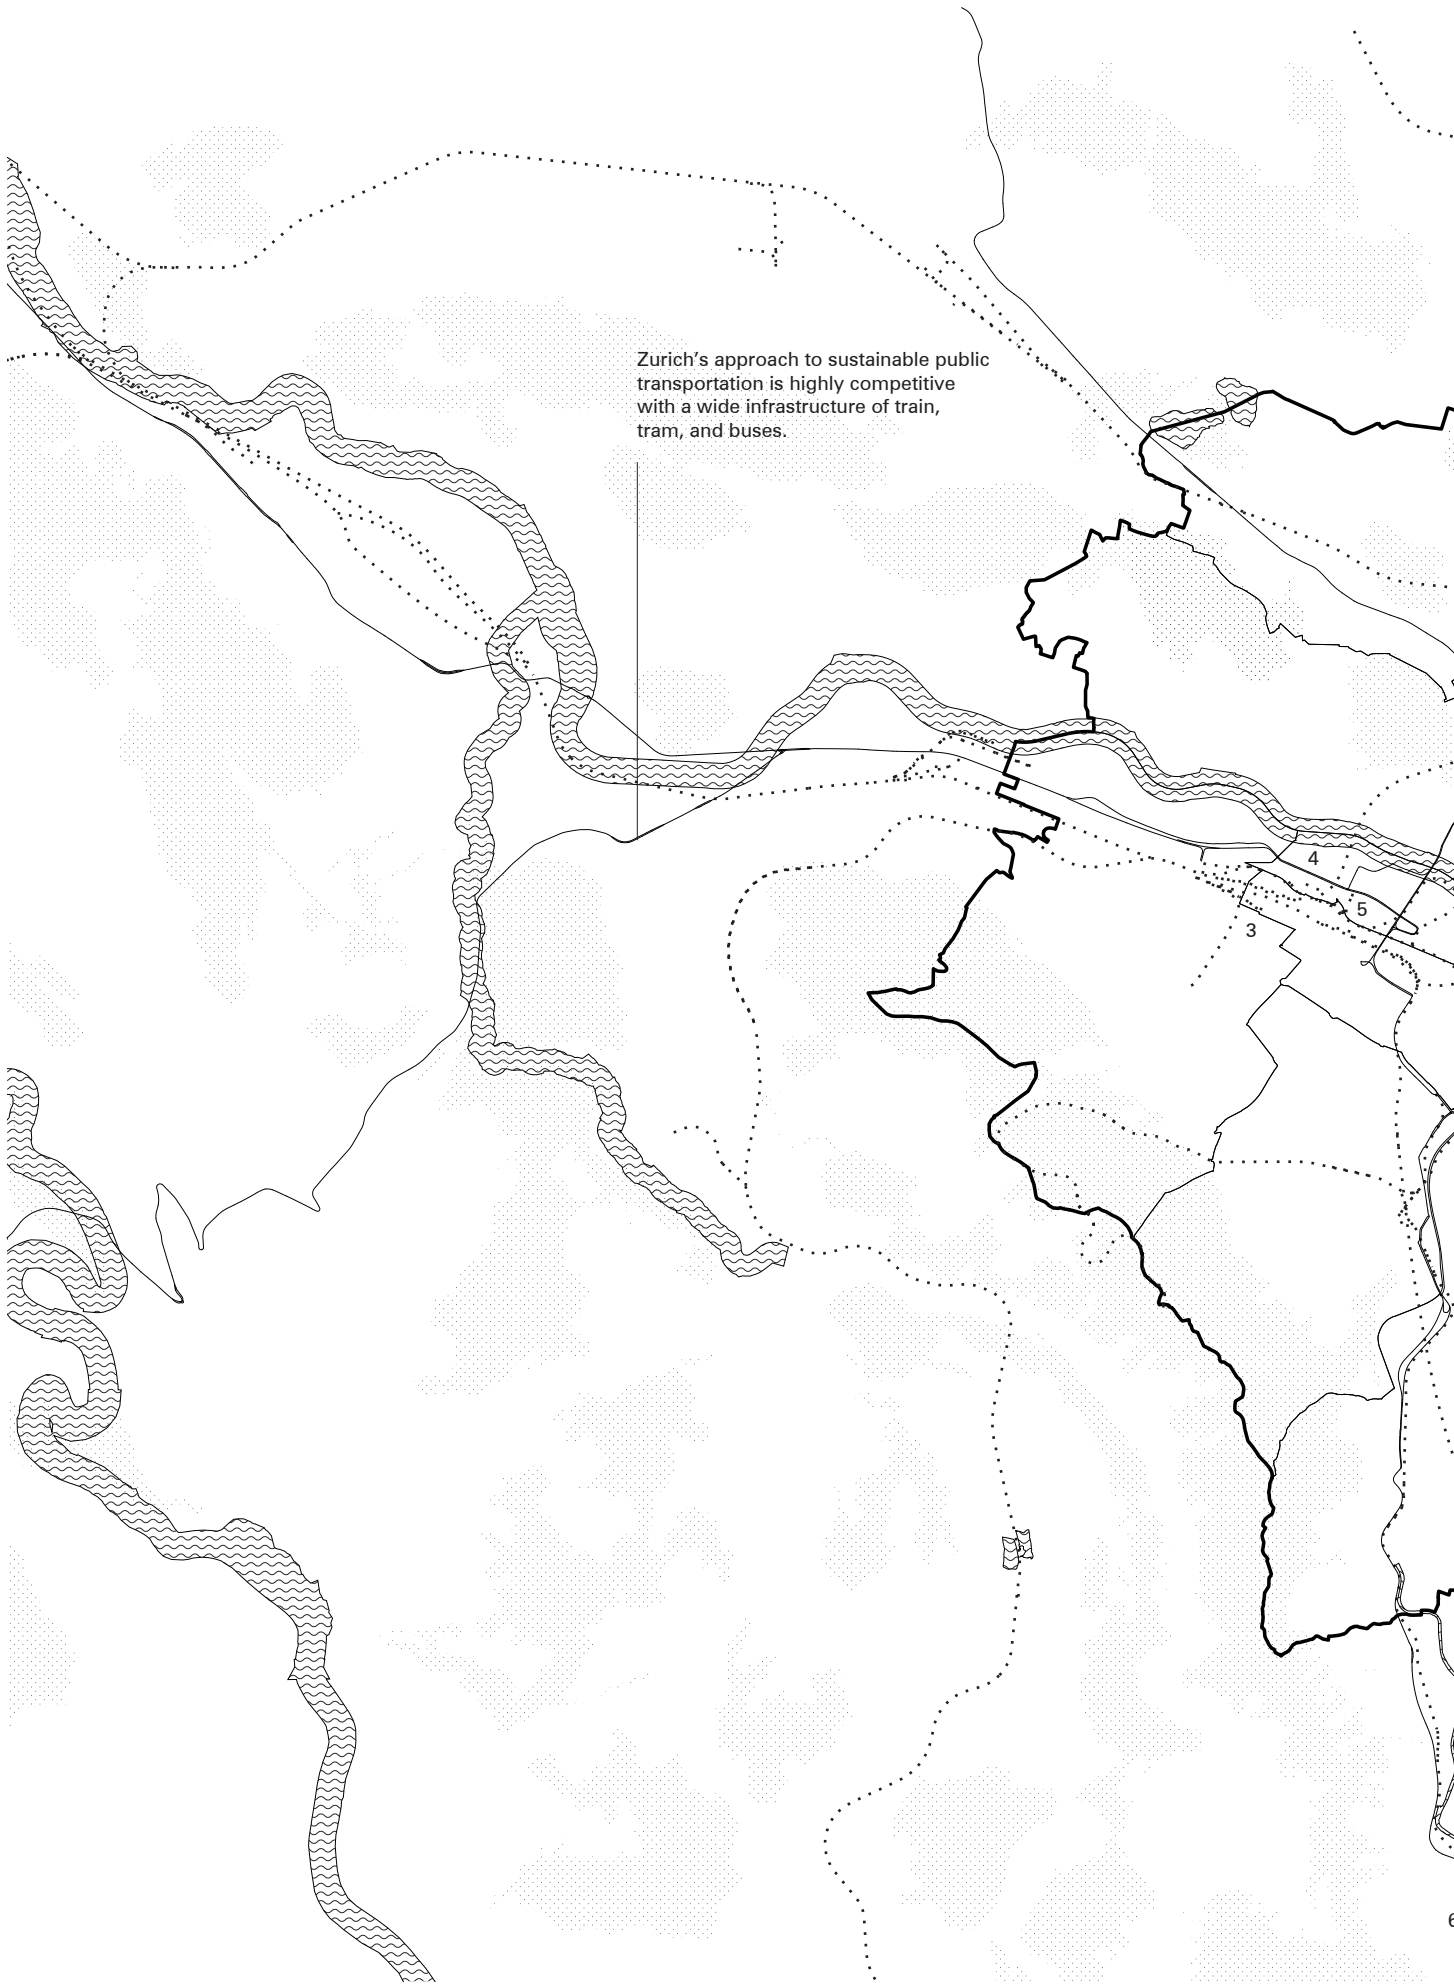 Zurich’s approach to sustainable public
transportation is highly competitive
with a wide infrastructure of train,
tram, and buses.
4
5
3
6